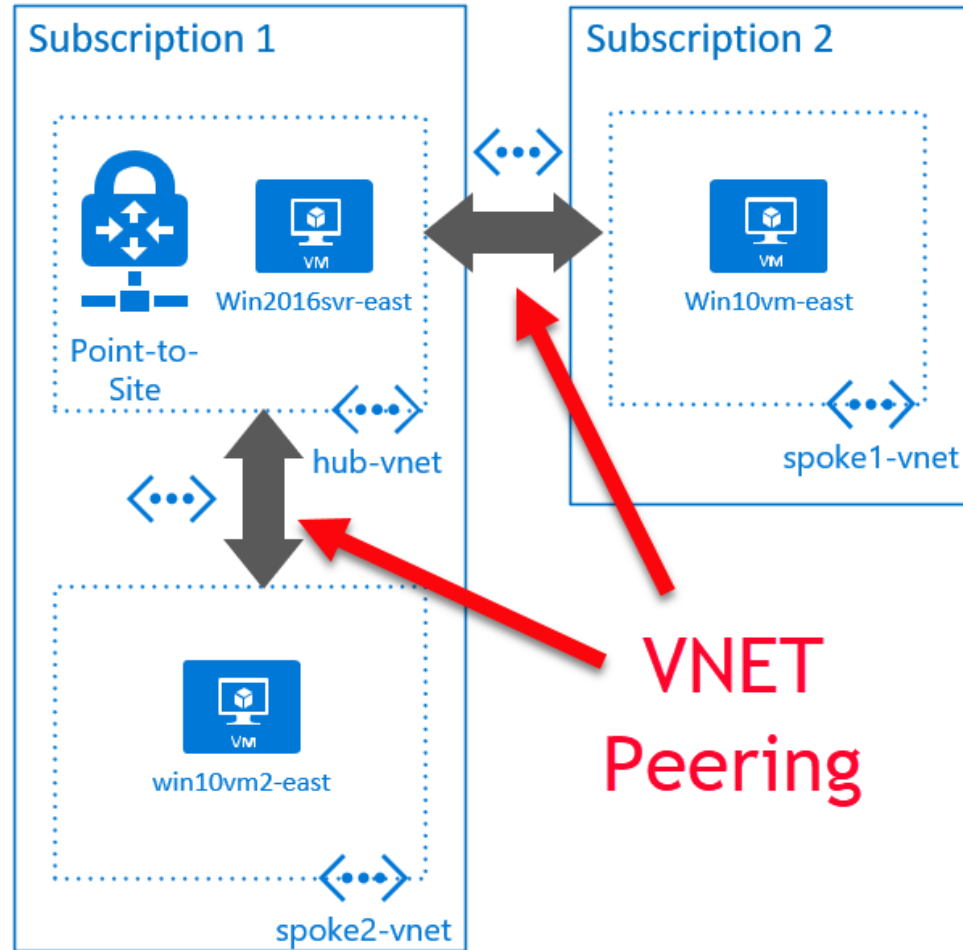 Subscription 1
Subscription 2
VM
Win2016svr-east
Point-to-
Site
hub-vnet
VM
Win10vm-east
spoke1-vnet
VM
win10vm2-east
spoke2-vnet
VNET
Peering